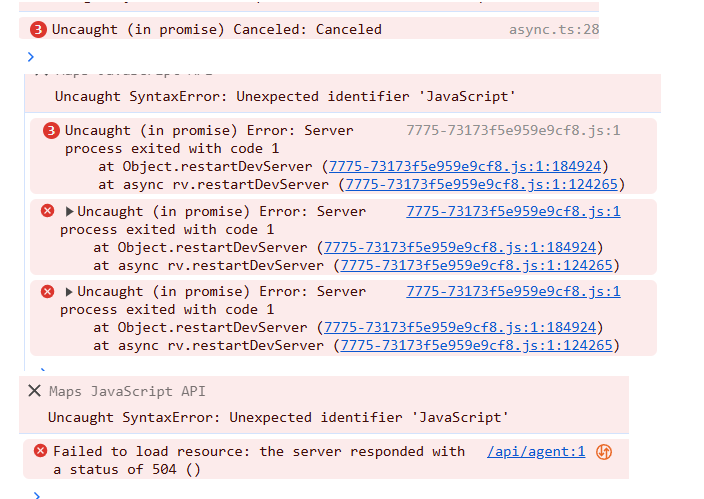 3 Uncaught (in promise) Canceled: Canceled async.ts:28
>
Maps JavaScript API
Uncaught SyntaxError: Unexpected identifier 'JavaScript'
3 Uncaught (in promise) Error: Server 7775-73173f5e959e9cf8.js:1
process exited with code 1
at Object.restartDevServer (7775-73173f5e959e9cf8.js:1:184924)
at async rv.restartDevServer (7775-73173f5e959e9cf8.js:1:124265)
Uncaught (in promise) Error: Server 7775-73173f5e959e9cf8.js:1
process exited with code 1
at Object.restartDevServer (7775-73173f5e959e9cf8.js:1:184924)
at async rv.restartDevServer (7775-73173f5e959e9cf8.js:1:124265)
Uncaught (in promise) Error: Server 7775-73173f5e959e9cf8.js:1
process exited with code 1
at Object.restartDevServer (7775-73173f5e959e9cf8.js:1:184924)
at async rv.restartDevServer (7775-73173f5e959e9cf8.js:1:124265)
Maps JavaScript API
Uncaught SyntaxError: Unexpected identifier 'JavaScript'
Failed to load resource: the server responded with /api/agent:1
a status of 504 ()
>